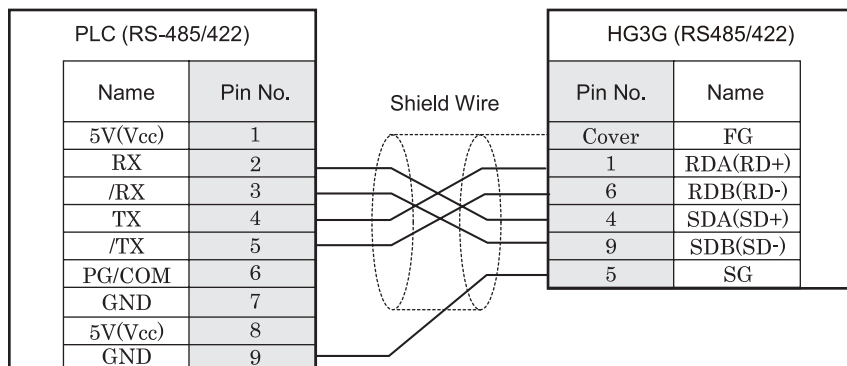 PLC (RS-485/422)
Name Pin No.
5V(Vcc) 1
RX 2
/RX 3
TX 4
/TX 5
PG/COM 6
GND 7
5V(Vcc) 8
GND 9
Shield Wire
HG3G (RS485/422)
Pin No. Name
Cover FG
1 RDA(RD+)
6 RDB(RD-)
4 SDA(SD+)
9 SDB(SD-)
5 SG